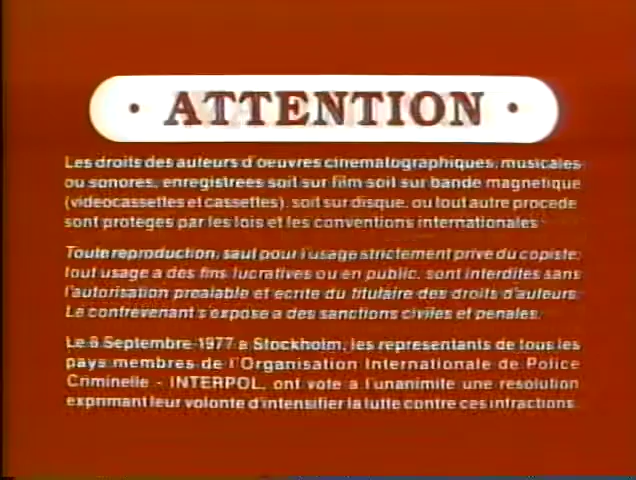 · ATTENTION ·
Les droits des auteurs d'oeuvres cinematographiques, musicales
ou sonores, enregistrees soit sur film soit sur bande magnetique
(videocassettes et cassettes), soit sur disque, ou tout autre procede
sont proteges par les lois et les conventions internationales
Toute reproduction, sauf pour l'usage strictement prive du copiste;
tout usage a des fins lucratives ou en public, sont interdites sans
l'autorisation prealable et ecrite du titulaire des droits d'auteurs.
Le contrevenant s'expose a des sanctions civiles et penales.
Le 8 Septembre 1977 a Stockholm, les representants de tous les
pays membres de l'Organisation Internationale de Police
Criminelle - INTERPOL, ont vote a l'unanimite une resolution
exprimant leur volonte d'intensifier la lutte contre ces infractions.